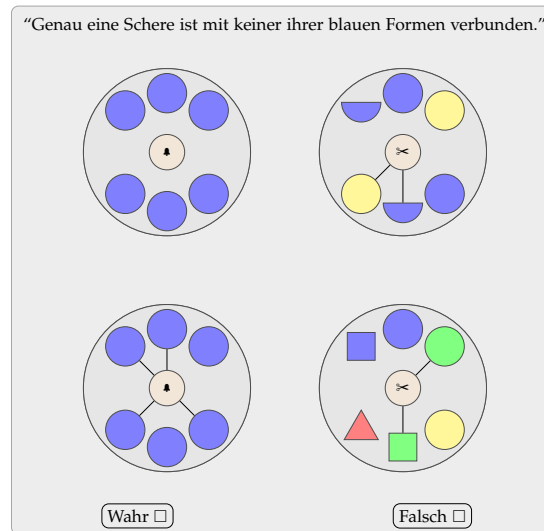 “Genau eine Schere ist mit keiner ihrer blauen Formen verbunden.”
Wahr □ Falsch □